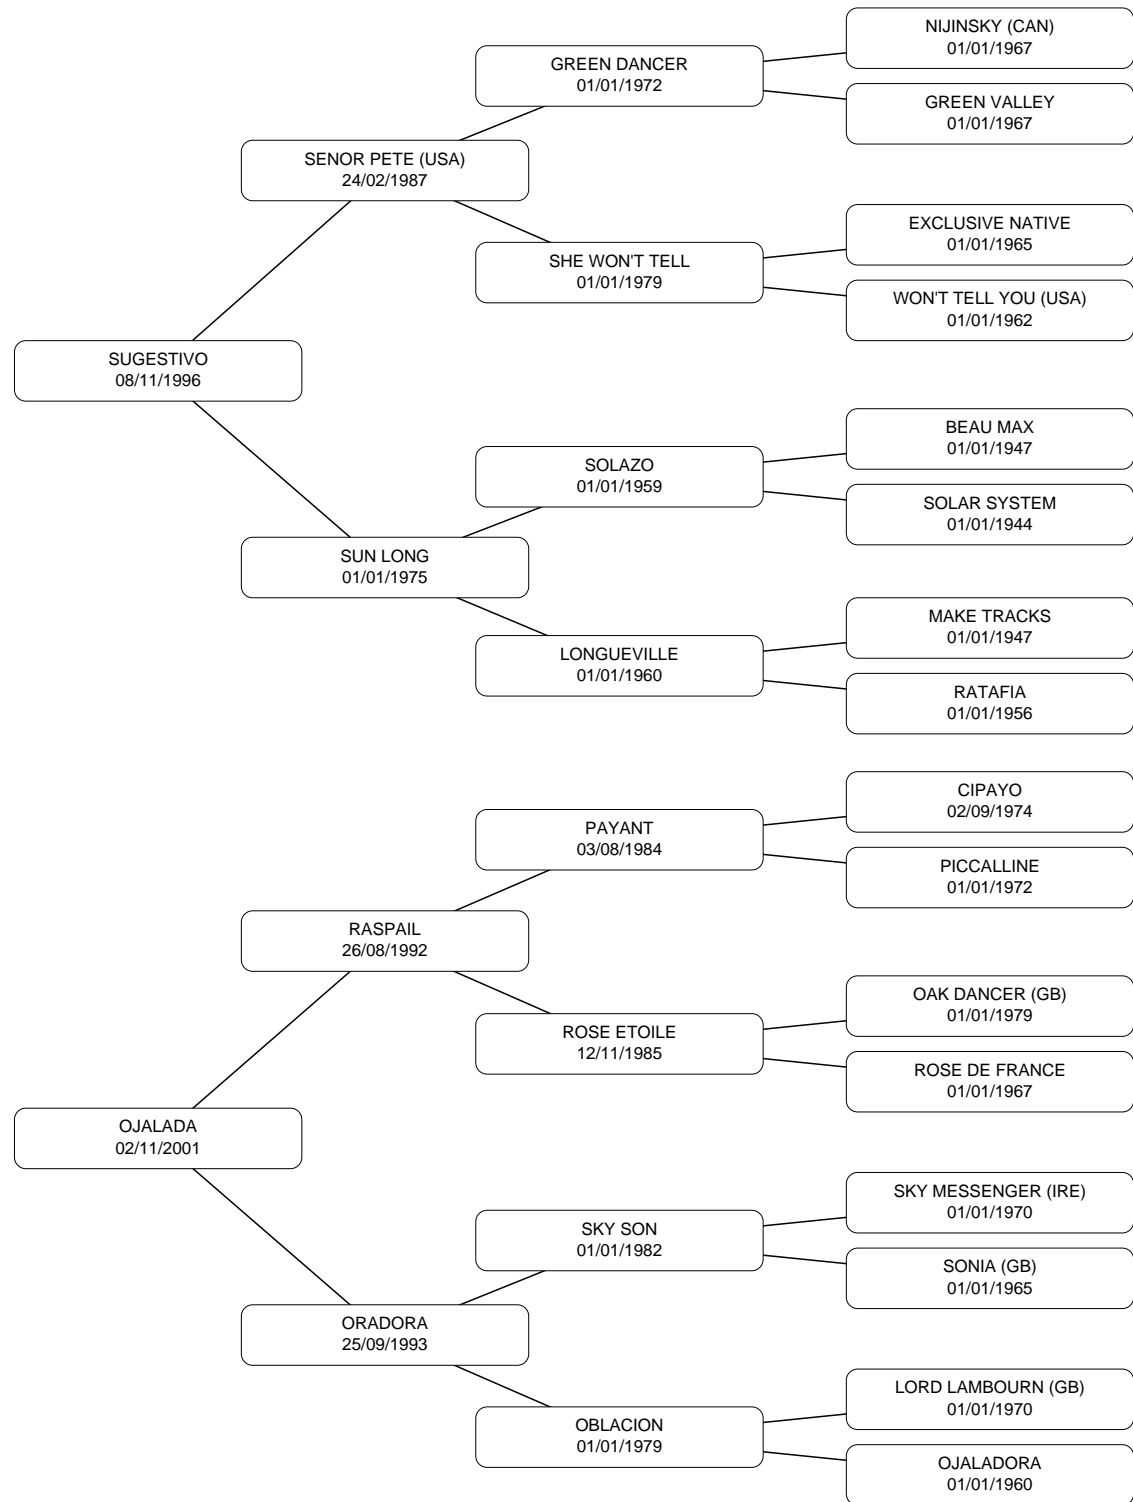 NIJINSKY (CAN)
01/01/1967
GREEN DANCER
01/01/1972
GREEN VALLEY
01/01/1967
SENOR PETE (USA)
24/02/1987
EXCLUSIVE NATIVE
01/01/1965
SHE WON'T TELL
01/01/1979
WON'T TELL YOU (USA)
01/01/1962
SUGESTIVO
08/11/1996
BEAU MAX
01/01/1947
SOLAZO
01/01/1959
SOLAR SYSTEM
01/01/1944
SUN LONG
01/01/1975
MAKE TRACKS
01/01/1947
LONGUEVILLE
01/01/1960
RATAFIA
01/01/1956
CIPAYO
02/09/1974
PAYANT
03/08/1984
PICCALLINE
01/01/1972
RASPAIL
26/08/1992
OAK DANCER (GB)
01/01/1979
ROSE ETOILE
12/11/1985
ROSE DE FRANCE
01/01/1967
OJALADA
02/11/2001
SKY MESSENGER (IRE)
01/01/1970
SKY SON
01/01/1982
SONIA (GB)
01/01/1965
ORADORA
25/09/1993
LORD LAMBOURN (GB)
01/01/1970
OBLACION
01/01/1979
OJALADORA
01/01/1960